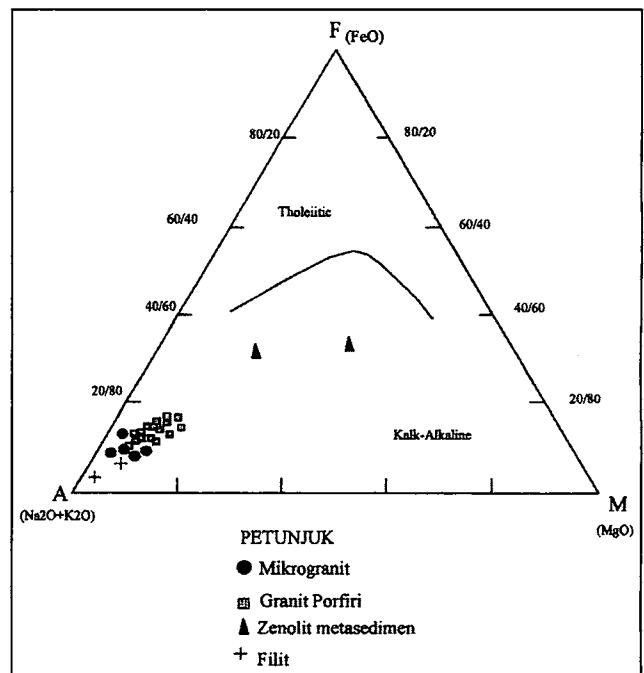 F (FeO)
80/20 80/20
Tholeiitic
60/40 60/40
40/60 40/60
20/80 20/80
Kalk-Alkaline
A M
(Na2O+K2O) (MgO)
PETUNJUK
Mikrogranit
Granit Porfiri
Zenolit metasedimen
Filit